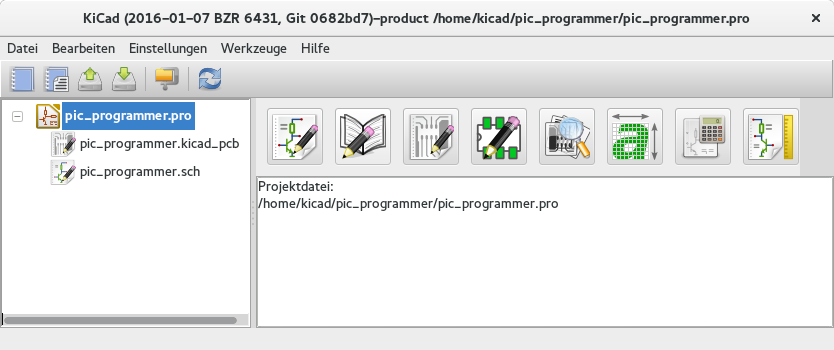 KiCad (2016-01-07 BZR 6431, Git 0682bd7)-product /home/kicad/pic_programmer/pic_programmer.pro
Datei Bearbeiten Einstellungen Werkzeuge Hilfe
pic_programmer.pro
pic_programmer.kicad_pcb
pic_programmer.sch
Projektdatei:
/home/kicad/pic_programmer/pic_programmer.pro